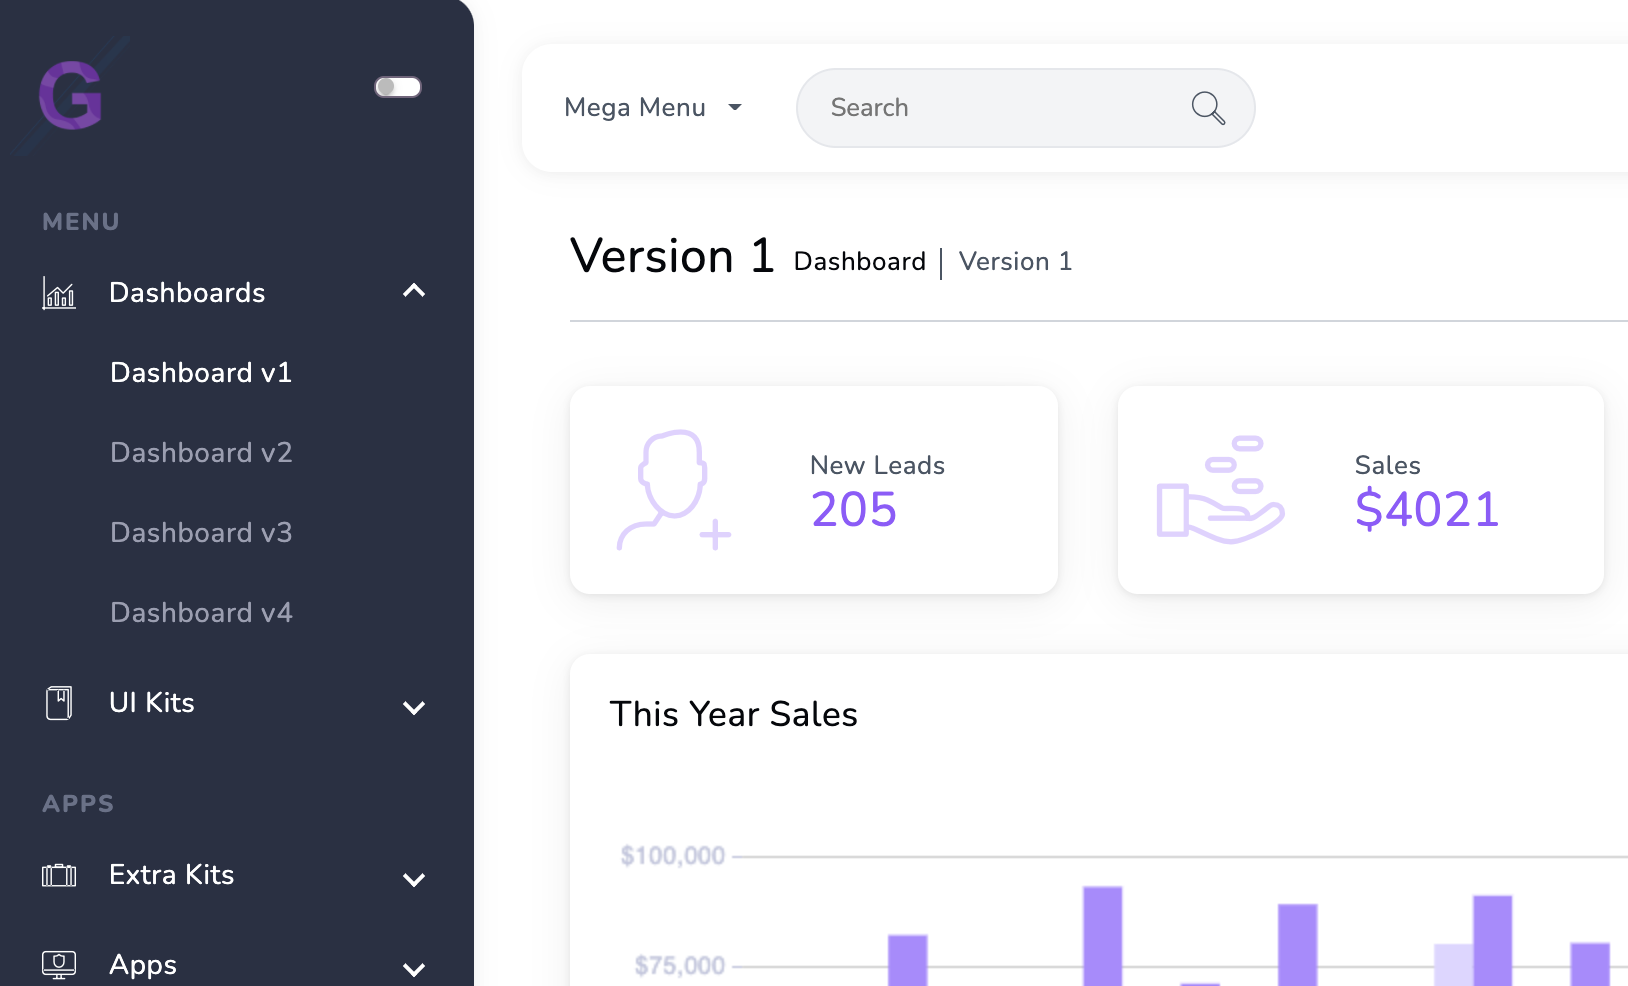 G
MENU
Dashboards
Dashboard v1
Dashboard v2
Dashboard v3
Dashboard v4
UI Kits
APPS
Extra Kits
Apps
Mega Menu
Search
Version 1 Dashboard | Version 1
New Leads
205
Sales
$4021
This Year Sales
$100,000
$75,000